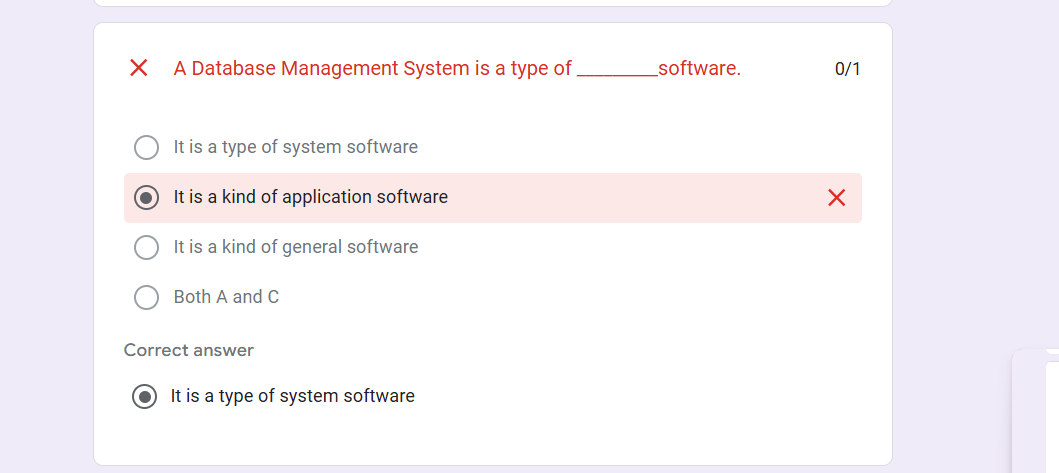 A Database Management System is a type of ________software.
0/1
It is a type of system software
It is a kind of application software
It is a kind of general software
Both A and C
Correct answer
It is a type of system software